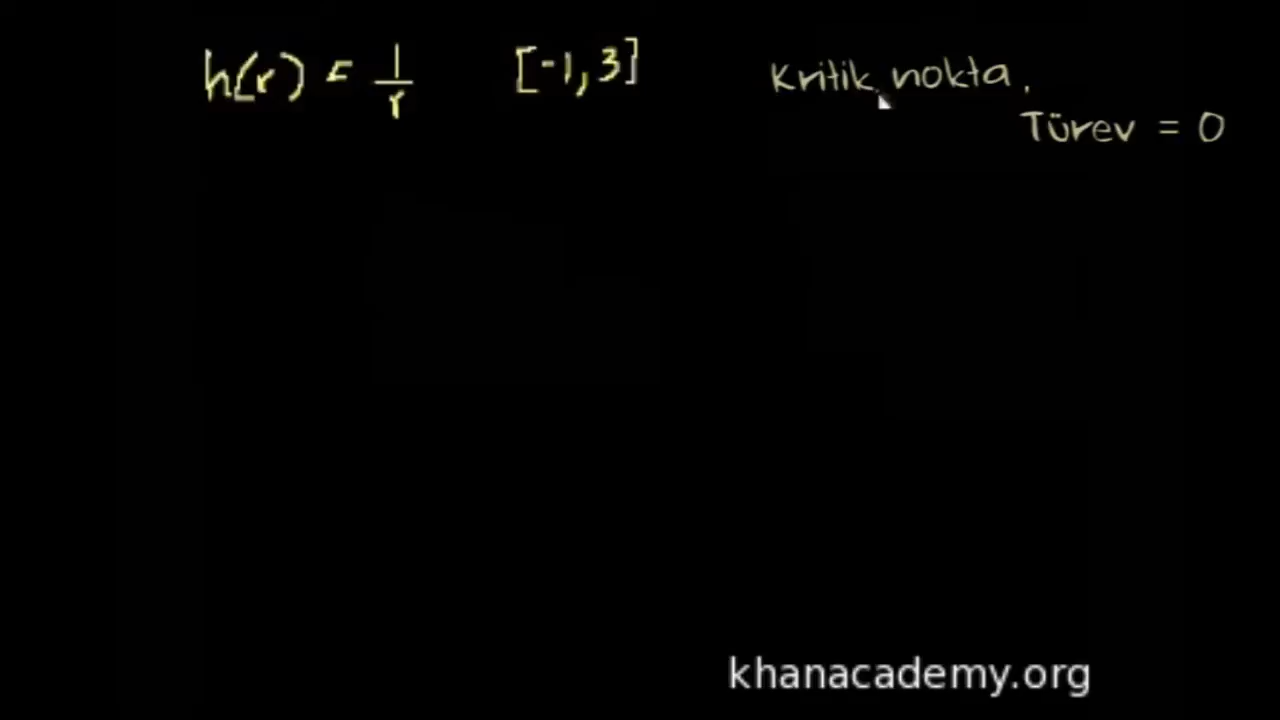 h(r) = 1/r [-1, 3] Kritik nokta.
Türev = 0
khanacademy.org